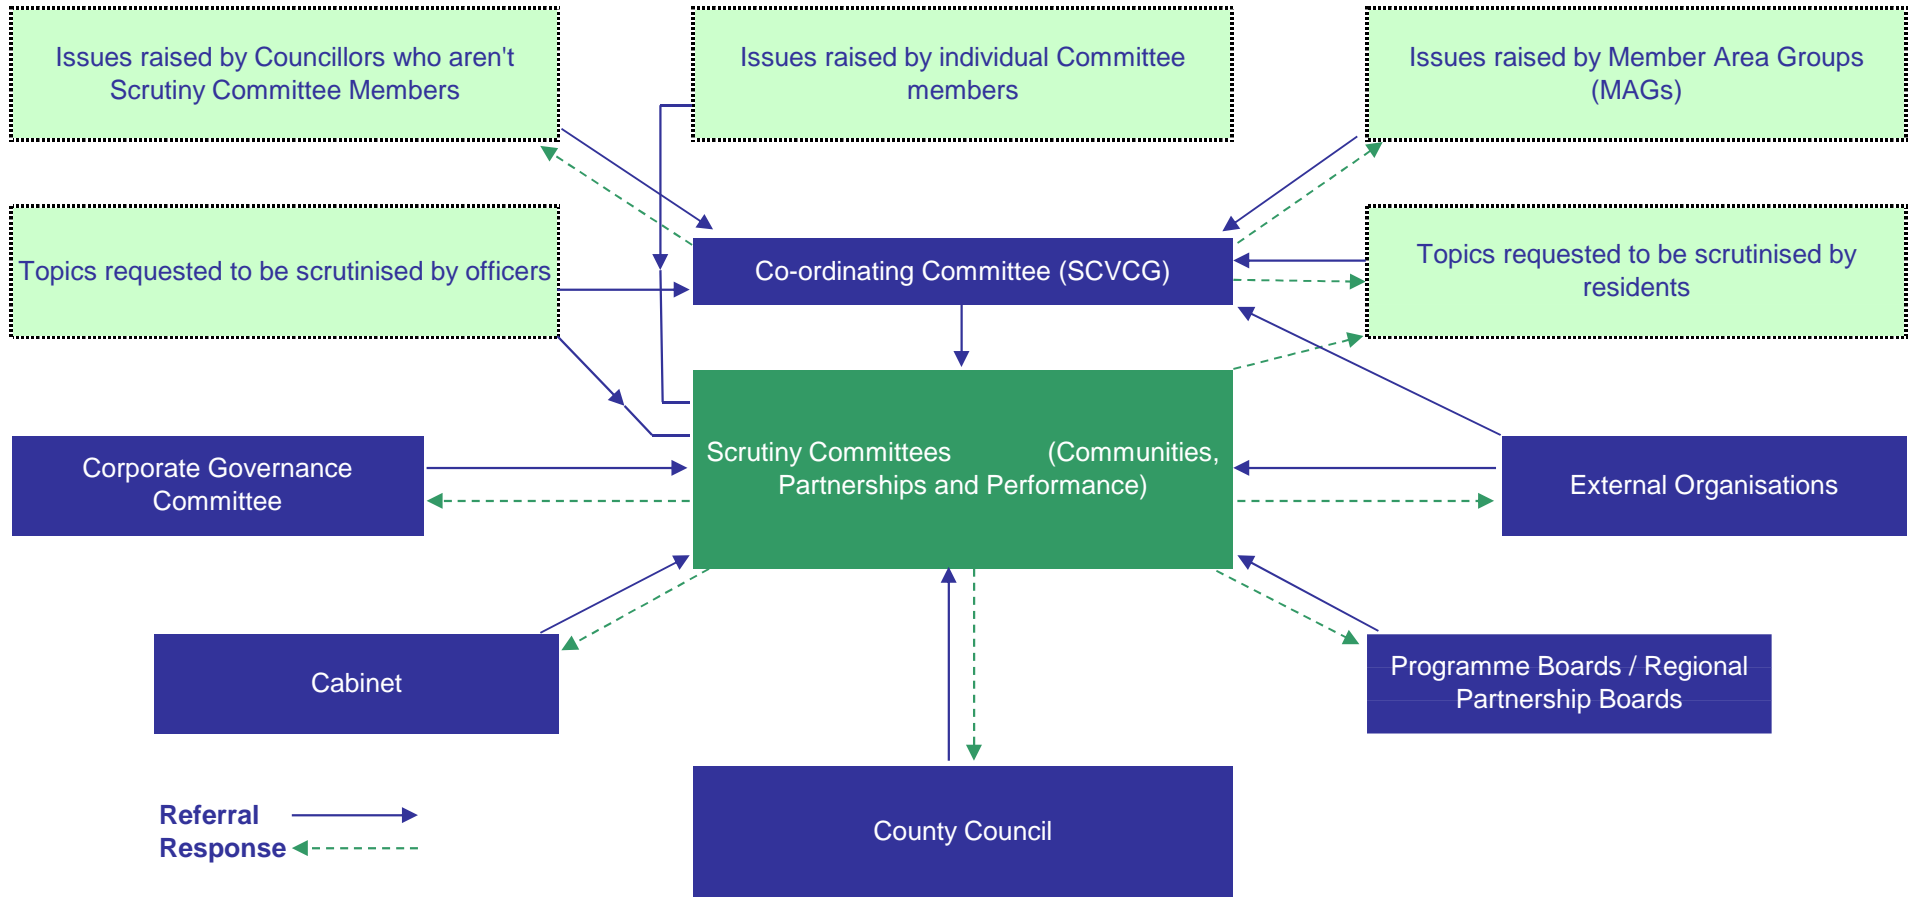 Issues raised by Councillors who aren't
Scrutiny Committee Members
Issues raised by individual Committee
members
Issues raised by Member Area Groups
(MAGs)
Topics requested to be scrutinised by officers
Co-ordinating Committee (SCVCG)
Topics requested to be scrutinised by
residents
Scrutiny Committees (Communities,
Partnerships and Performance)
Corporate Governance
Committee
External Organisations
Cabinet
Programme Boards / Regional
Partnership Boards
County Council
Referral
Response